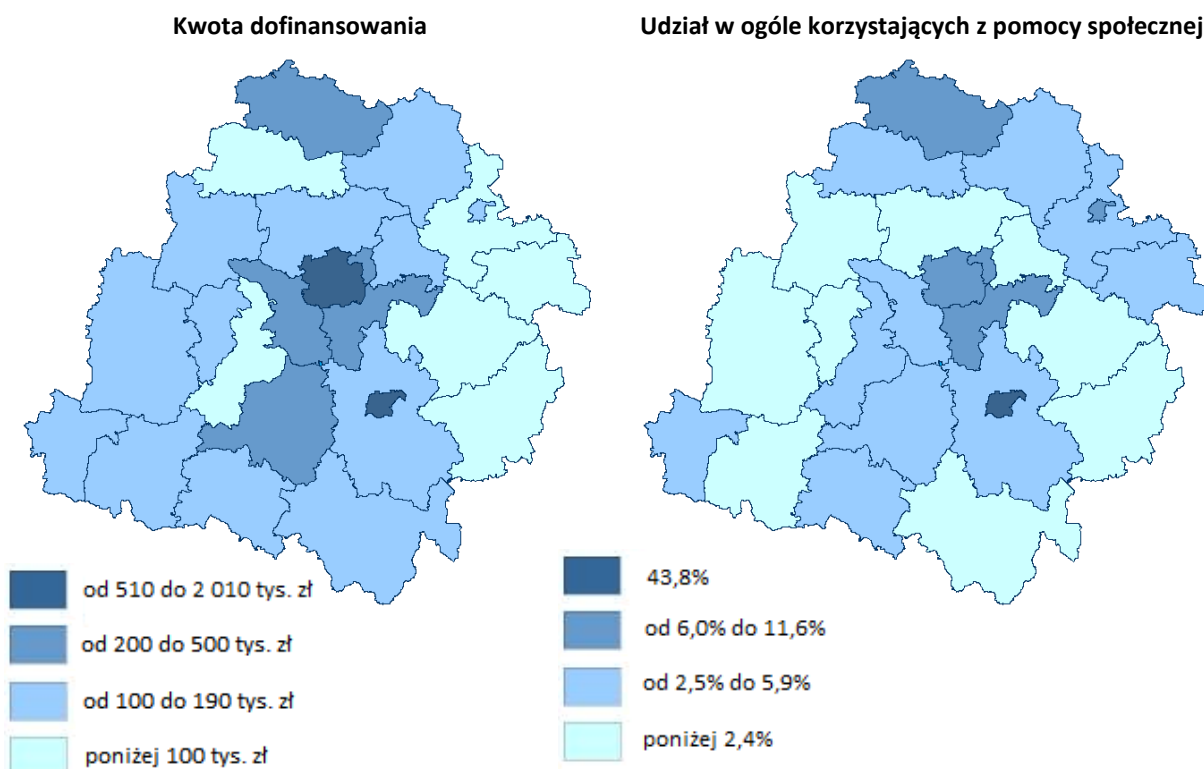 Kwota dofinansowania
Udział w ogóle korzystających z pomocy społecznej
od 510 do 2 010 tys. zł
od 200 do 500 tys. zł
od 100 do 190 tys. zł
poniżej 100 tys. zł
43,8%
od 6,0% do 11,6%
od 2,5% do 5,9%
poniżej 2,4%